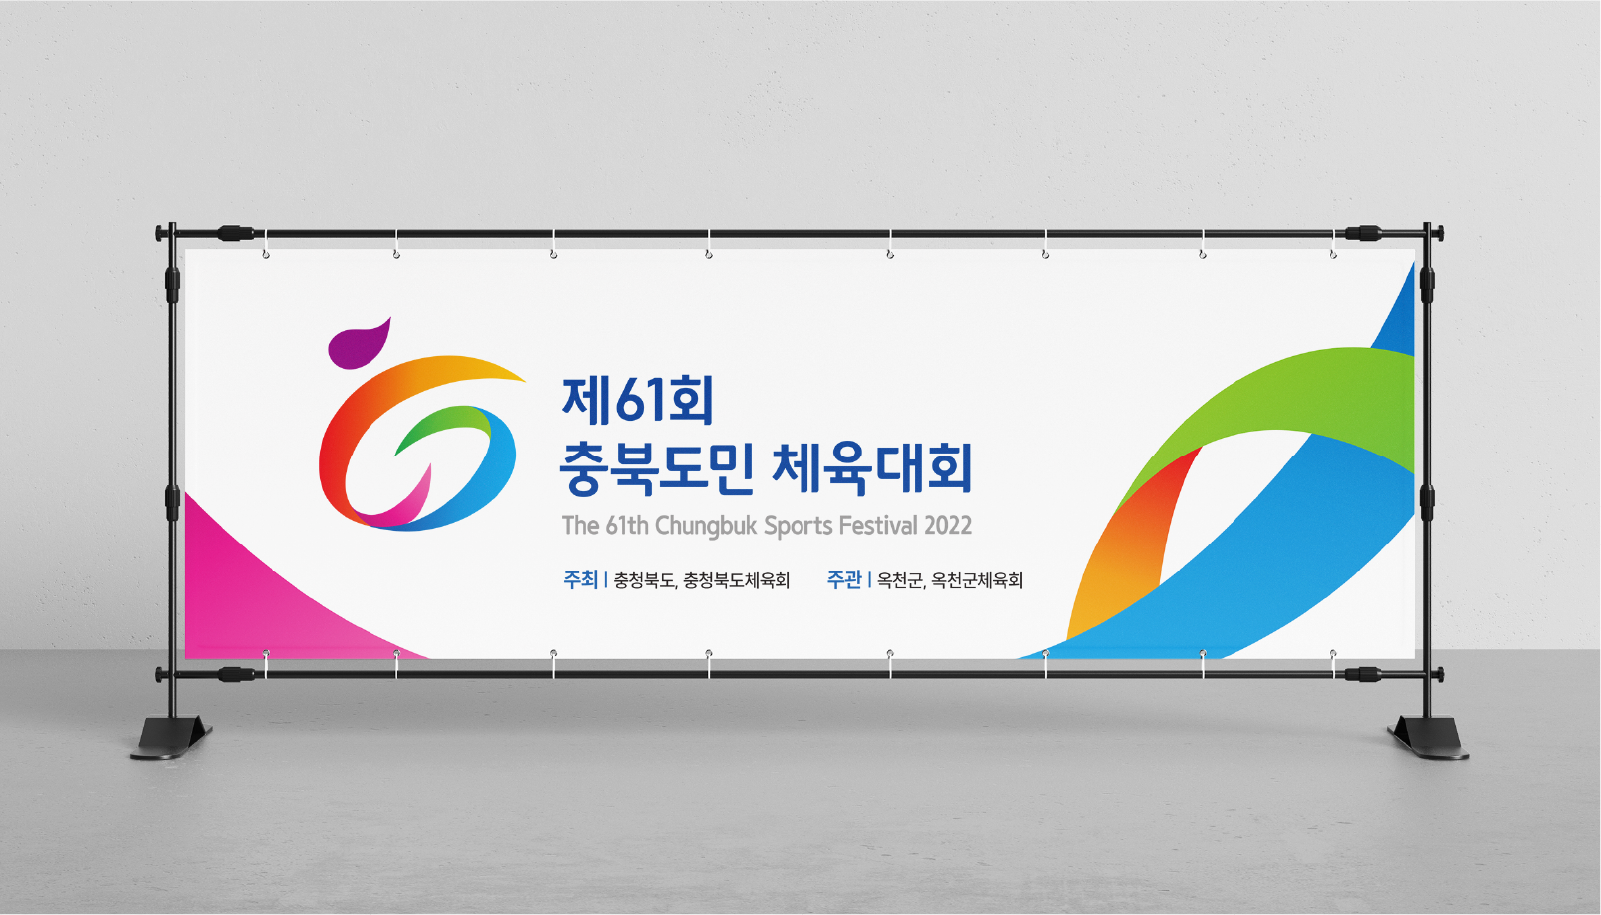 제61회
충북도민 체육대회
The 61th Chungbuk Sports Festival 2022
주최 | 충청북도, 충청북도체육회 주관 | 옥천군, 옥천군체육회